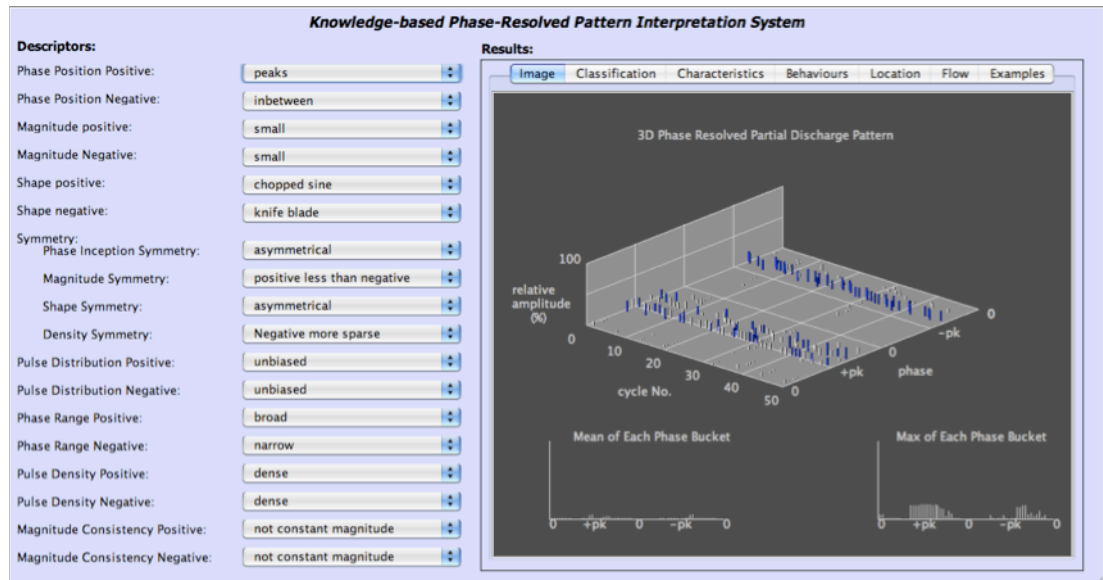 Knowledge-based Phase-Resolved Pattern Interpretation System
Descriptors:
Phase Position Positive: peaks
Phase Position Negative: inbetween
Magnitude positive: small
Magnitude Negative: small
Shape positive: chopped sine
Shape negative: knife blade
Symmetry:
Phase Inception Symmetry: asymmetrical
Magnitude Symmetry: positive less than negative
Shape Symmetry: asymmetrical
Density Symmetry: Negative more sparse
Pulse Distribution Positive: unbiased
Pulse Distribution Negative: unbiased
Phase Range Positive: broad
Phase Range Negative: narrow
Pulse Density Positive: dense
Pulse Density Negative: dense
Magnitude Consistency Positive: not constant magnitude
Magnitude Consistency Negative: not constant magnitude
Results:
Image Classification Characteristics Behaviours Location Flow Examples
3D Phase Resolved Partial Discharge Pattern
100
relative
amplitude
(%)
0
0
10
20
30
40
50
cycle No.
0
+pk
0
-pk
0
phase
Mean of Each Phase Bucket
0 +pk 0 -pk 0
Max of Each Phase Bucket
0 +pk 0 -pk 0